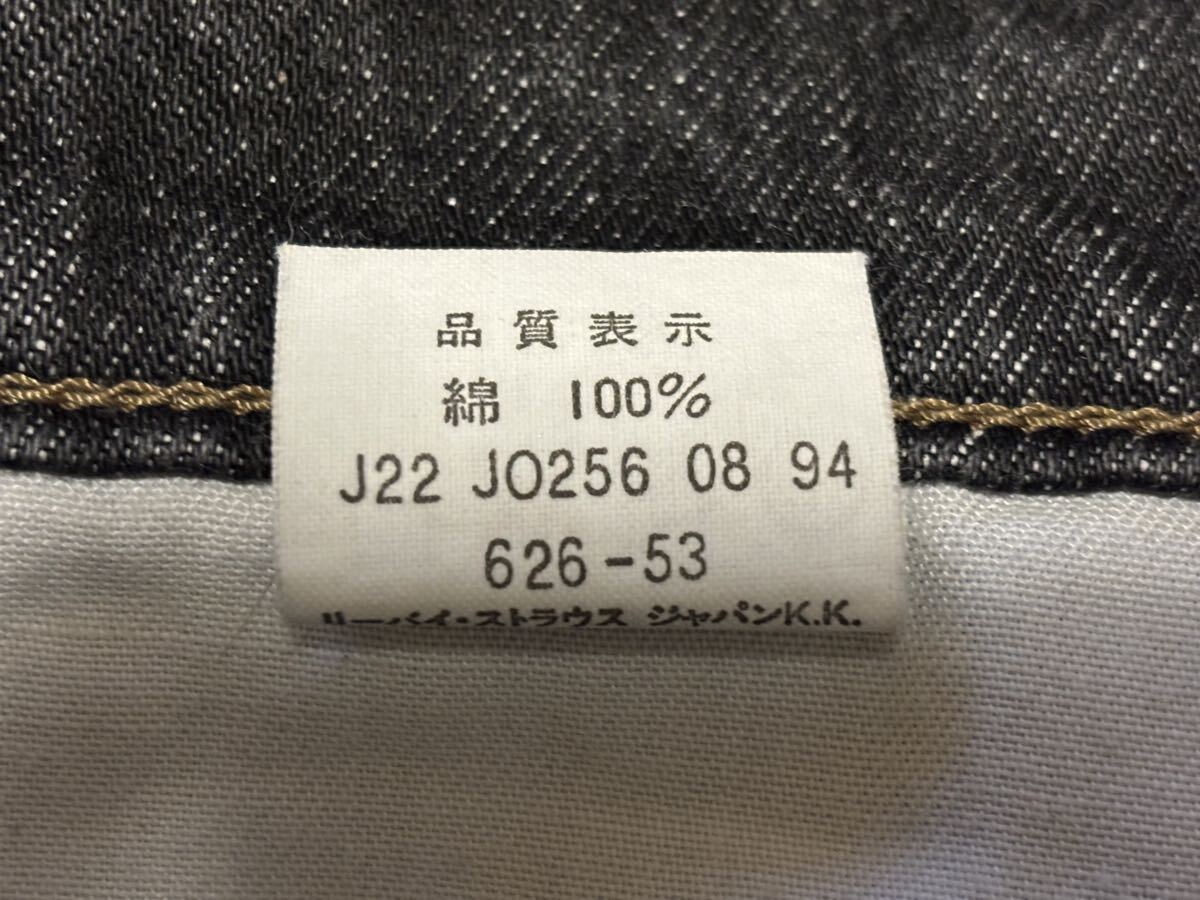 品質表示
綿 100%
J22 JO256 08 94
626-53
リーバイ・ストラウス ジャパンK.K.